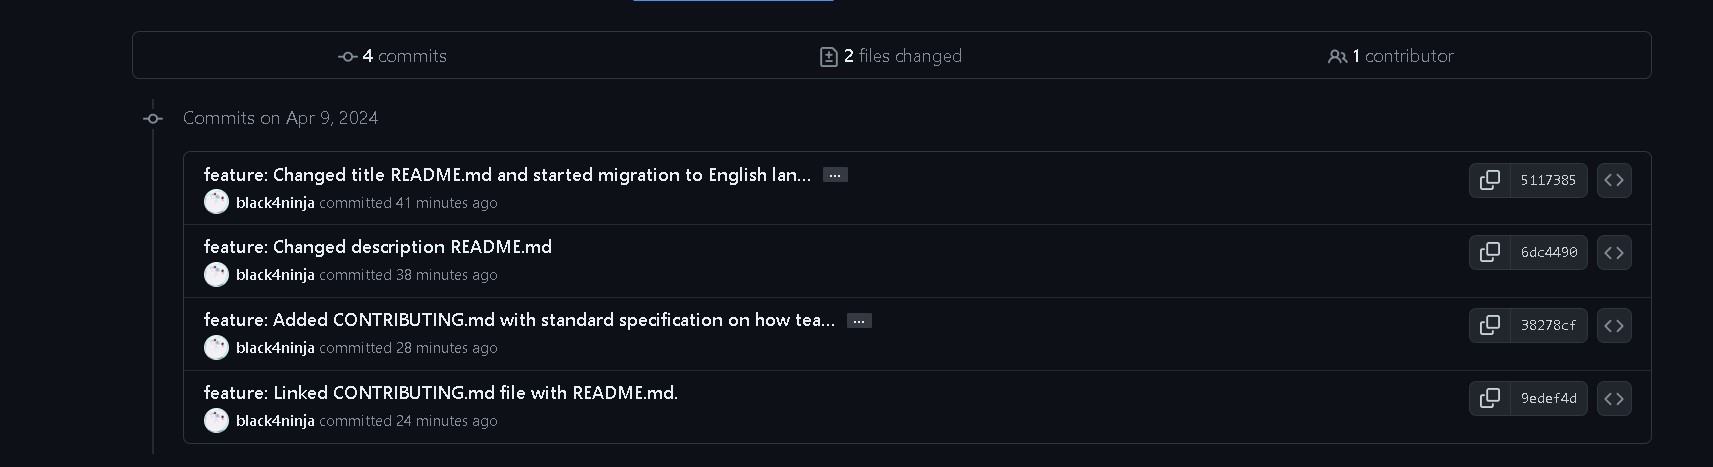 4 commits
2 files changed
1 contributor
Commits on Apr 9, 2024
feature: Changed title README.md and started migration to English lan... ...
5117385
black4ninja committed 41 minutes ago
feature: Changed description README.md
6dc4490
black4ninja committed 38 minutes ago
feature: Added CONTRIBUTING.md with standard specification on how tea... ...
38278cf
black4ninja committed 28 minutes ago
feature: Linked CONTRIBUTING.md file with README.md.
9edef4d
black4ninja committed 24 minutes ago